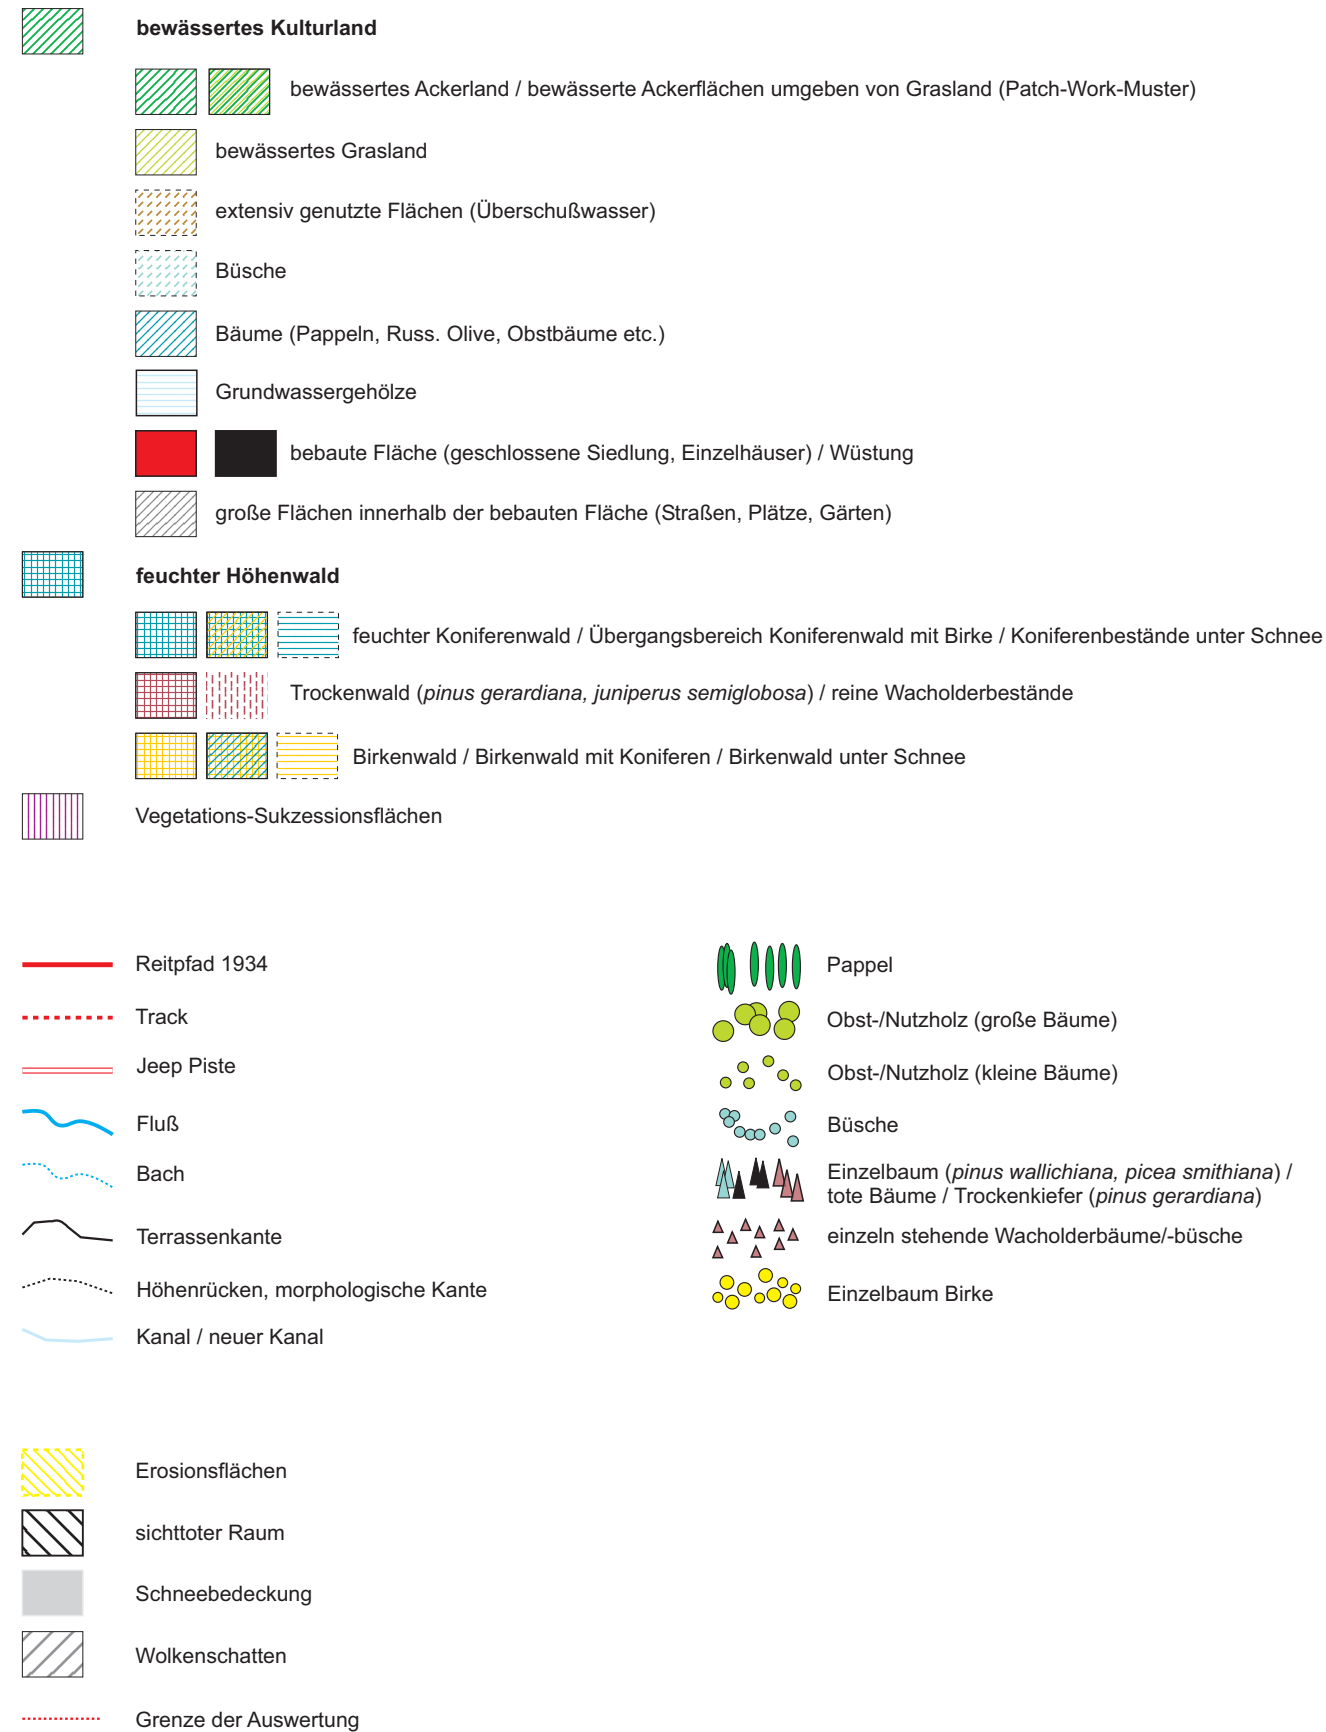 bewässertes Kulturland
bewässertes Ackerland / bewässerte Ackerflächen umgeben von Grasland (Patch-Work-Muster)
bewässertes Grasland
extensiv genutzte Flächen (Überschußwasser)
Büsche
Bäume (Pappeln, Russ. Olive, Obstbäume etc.)
Grundwassergehölze
bebaute Fläche (geschlossene Siedlung, Einzelhäuser) / Wüstung
große Flächen innerhalb der bebauten Fläche (Straßen, Plätze, Gärten)
feuchter Höhenwald
feuchter Koniferenwald / Übergangsbereich Koniferenwald mit Birke / Koniferenbestände unter Schnee
Trockenwald (pinus gerardiana, juniperus semiglobosa) / reine Wacholderbestände
Birkenwald / Birkenwald mit Koniferen / Birkenwald unter Schnee
Vegetations-Sukzessionsflächen
Reitpfad 1934
Track
Jeep Piste
Fluß
Bach
Terrassenkante
Höhenrücken, morphologische Kante
Kanal / neuer Kanal
Pappel
Obst-/Nutzholz (große Bäume)
Obst-/Nutzholz (kleine Bäume)
Büsche
Einzelbaum (pinus wallichiana, picea smithiana) /
tote Bäume / Trockenkiefer (pinus gerardiana)
einzeln stehende Wacholderbäume/-büsche
Einzelbaum Birke
Erosionsflächen
sichttoter Raum
Schneebedeckung
Wolkenschatten
Grenze der Auswertung